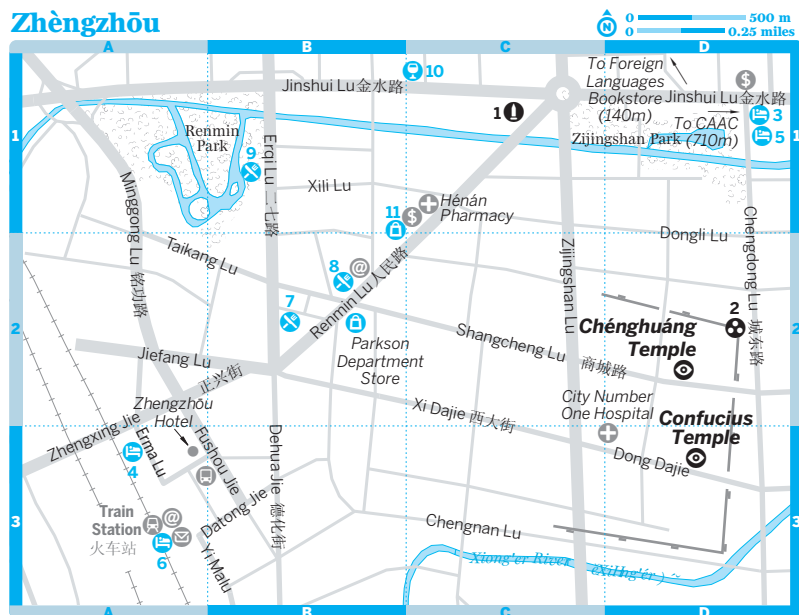 Zhèngzhōu
N
0 500 m
0 0.25 miles
A B C D
10
Jinshui Lu 金水路
To Foreign
Languages
Bookstore
(140m)
$
Jinshui Lu 金水路
3
1
To CAAC
(710m)
5
Zijingshan Park
1
1
Renmin
Park
9
Erqi Lu 二七路
Xili Lu
11
$
Hénán
Pharmacy
Minggong Lu 铭功路
Taikang Lu
8
@
Renmin Lu 人民路
Zijingshan Lu
Dongli Lu
Chengdong Lu 城东路
2
2
2
7
Chénghuáng
Temple
Jiefang Lu
Parkson
Department
Store
Shangcheng Lu 商城路
正兴街
Zhengxing Jie
Zhengzhou
Hotel
Xi Dajie 西大街
City Number
One Hospital
Confucius
Temple
4
Erma Lu
Fushou Jie
Dehua Jie 德化街
Dong Dajie
3
3
Train
Station
火车站
@
6
Datong Jie
Yi Malu
Chengnan Lu
Xiong'er River
A B C D